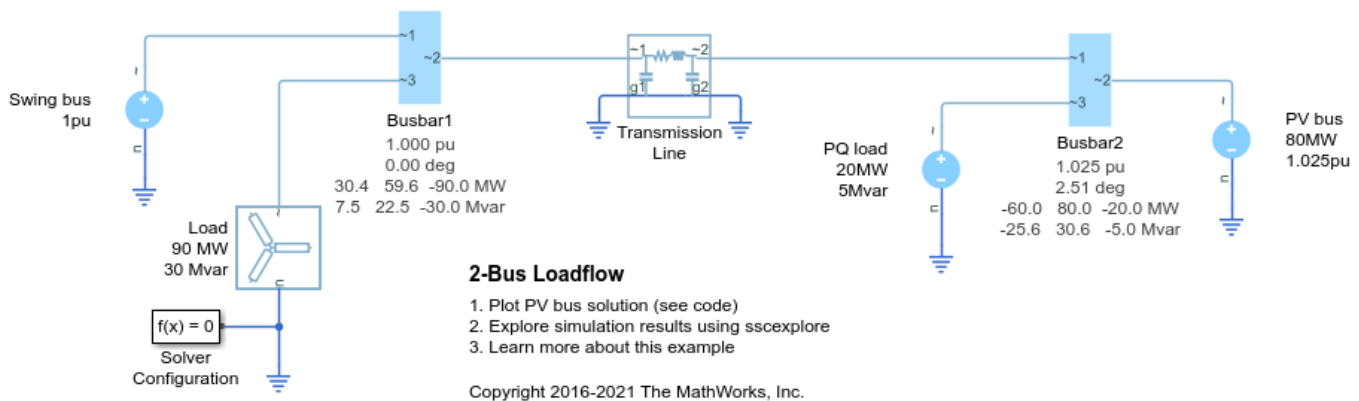 Swing bus
1pu
~
n
~1
~2
~3
Busbar1
1.000 pu
0.00 deg
30.4 59.6 -90.0 MW
7.5 22.5 -30.0 Mvar
Load
90 MW
30 Mvar
~
n
f(x) = 0
Solver
Configuration
~1
~2
g1
g2
Transmission
Line
PQ load
20MW
5Mvar
~
n
~1
~2
~3
Busbar2
1.025 pu
2.51 deg
-60.0 80.0 -20.0 MW
-25.6 30.6 -5.0 Mvar
~
n
PV bus
80MW
1.025pu
2-Bus Loadflow
1. Plot PV bus solution (see code)
2. Explore simulation results using sscexplore
3. Learn more about this example
Copyright 2016-2021 The MathWorks, Inc.